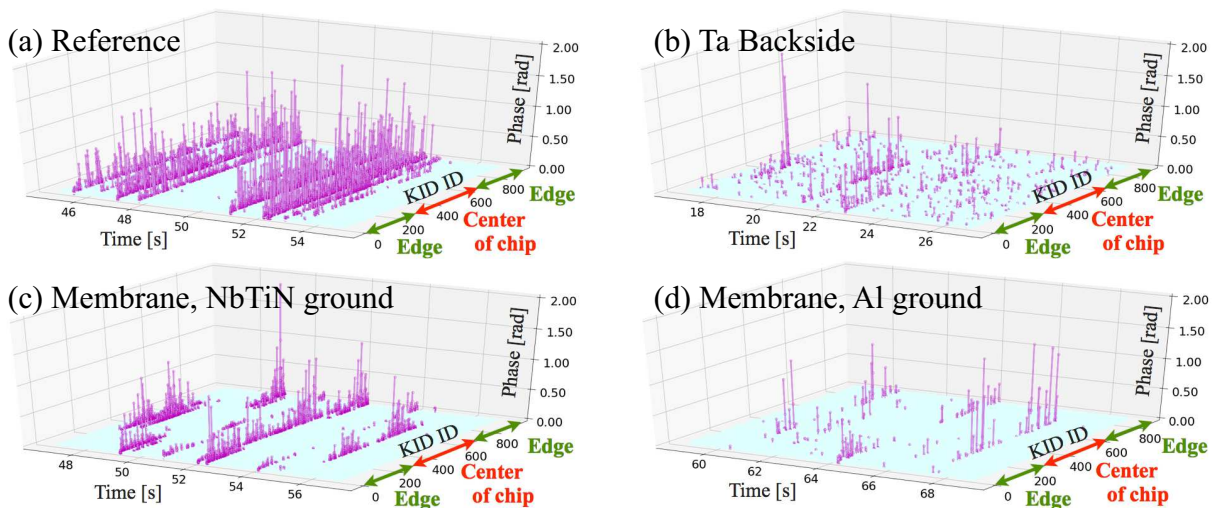 (a) Reference
2.00
1.50
1.00
0.50
0.00
Phase [rad]
46
48
50
52
54
Time [s]
0
200
400
600
800
KID ID
Edge
Center
of chip
Edge
(b) Ta Backside
2.00
1.50
1.00
0.50
0.00
Phase [rad]
18
20
22
24
26
Time [s]
0
200
400
600
800
KID ID
Edge
Center
of chip
Edge
(c) Membrane, NbTiN ground
2.00
1.50
1.00
0.50
0.00
Phase [rad]
48
50
52
54
56
Time [s]
0
200
400
600
800
KID ID
Edge
Center
of chip
Edge
(d) Membrane, Al ground
2.00
1.50
1.00
0.50
0.00
Phase [rad]
60
62
64
66
68
Time [s]
0
200
400
600
800
KID ID
Edge
Center
of chip
Edge